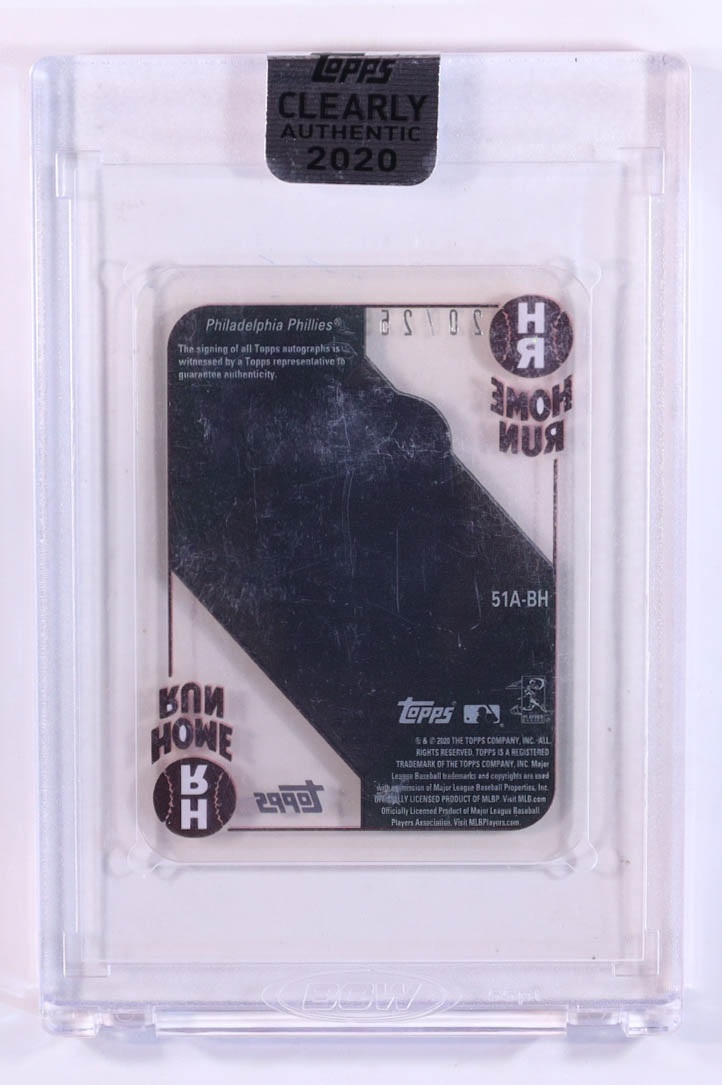 TOPPS
CLEARLY
AUTHENTIC
2020
Philadelphia Phillies®
20/25
HR
HOME
RUN
The signing of all Topps autographs is
witnessed by a Topps representative to
guarantee authenticity.
51A-BH
RUN
HOME
HR
Topps
Topps
® & © 2020 THE TOPPS COMPANY, INC. ALL
RIGHTS RESERVED. TOPPS IS A REGISTERED
TRADEMARK OF THE TOPPS COMPANY, INC. Major
League Baseball trademarks and copyrights are used
with permission of Major League Baseball Properties, Inc.
OFFICIALLY LICENSED PRODUCT OF MLBP. Visit MLB.com
Officially Licensed Product of Major League Baseball
Players Association. Visit MLBPlayers.com.
BCW